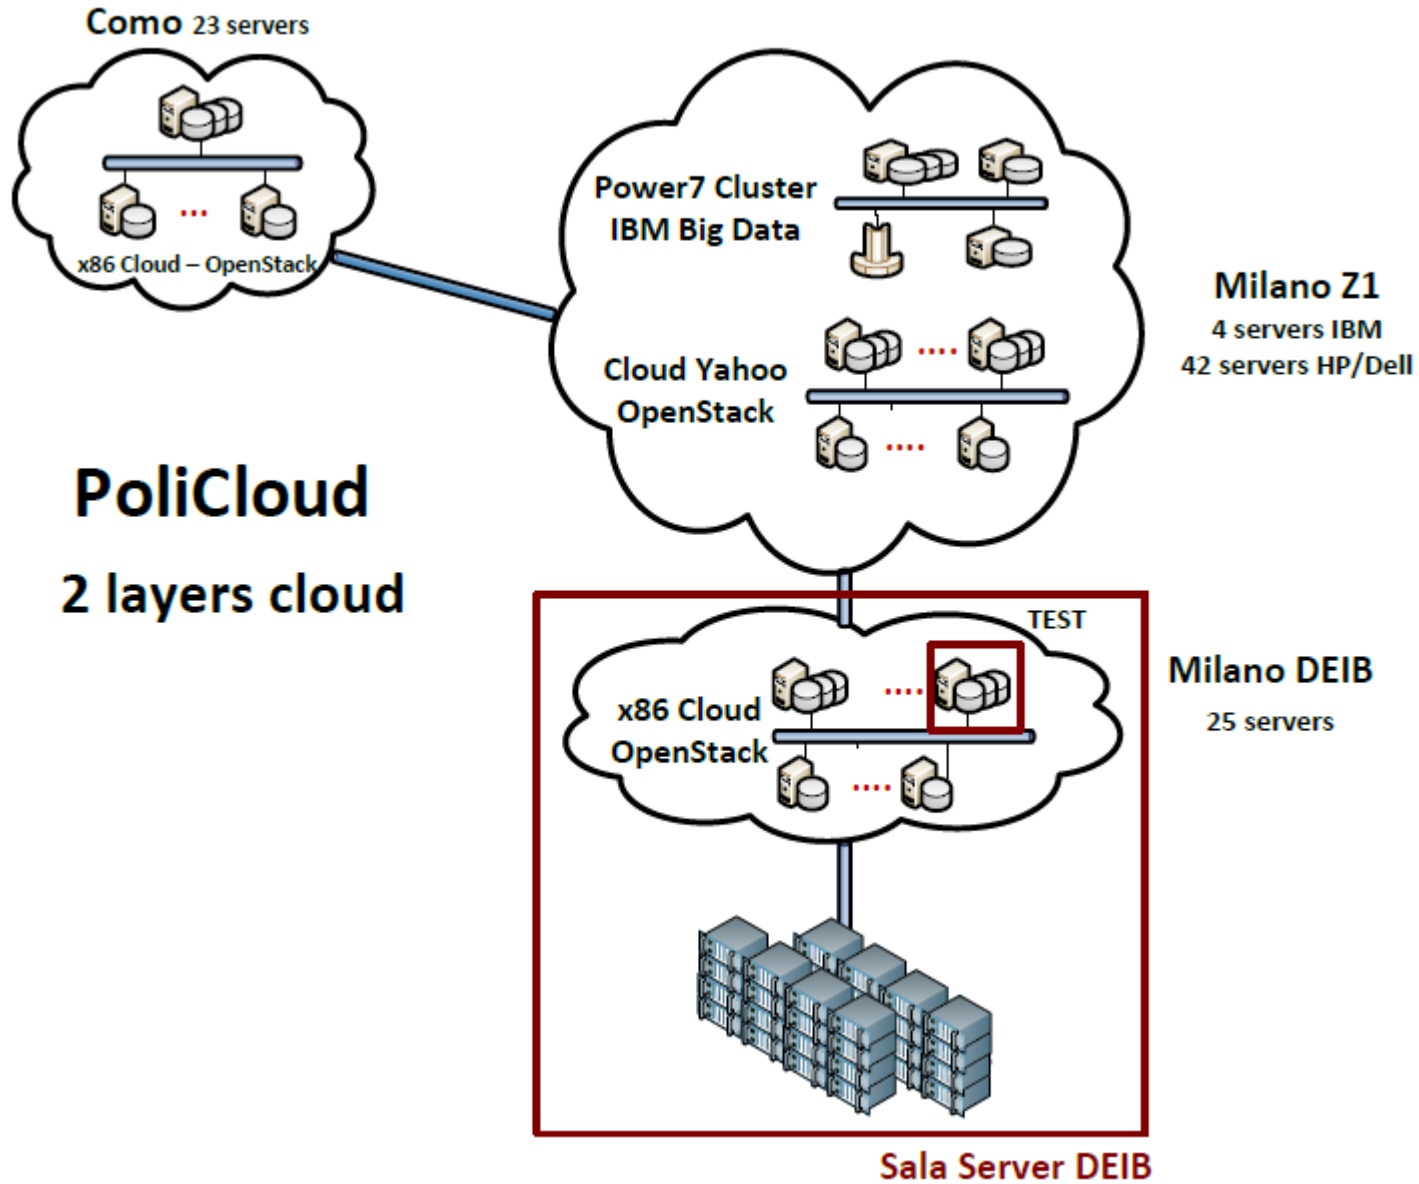 Como 23 servers
x86 Cloud – OpenStack
Power7 Cluster
IBM Big Data
Cloud Yahoo
OpenStack
Milano Z1
4 servers IBM
42 servers HP/Dell
PoliCloud
2 layers cloud
TEST
x86 Cloud
OpenStack
Milano DEIB
25 servers
Sala Server DEIB